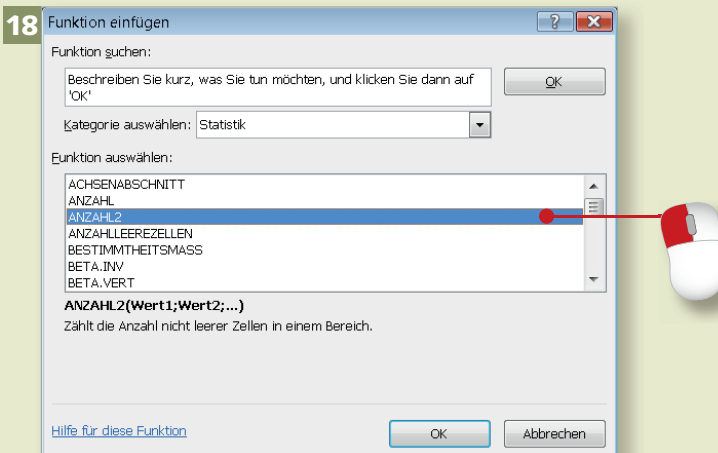 18
Funktion einfügen
Funktion suchen:
Beschreiben Sie kurz, was Sie tun möchten, und klicken Sie dann auf
'OK'
OK
Kategorie auswählen: Statistik
Funktion auswählen:
ACHSENABSCHNITT
ANZAHL
ANZAHL2
ANZAHLLEEREZELLEN
BESTIMMTHEITSMASS
BETA.INV
BETA.VERT
ANZAHL2(Wert1;Wert2;...)
Zählt die Anzahl nicht leerer Zellen in einem Bereich.
Hilfe für diese Funktion
OK
Abbrechen